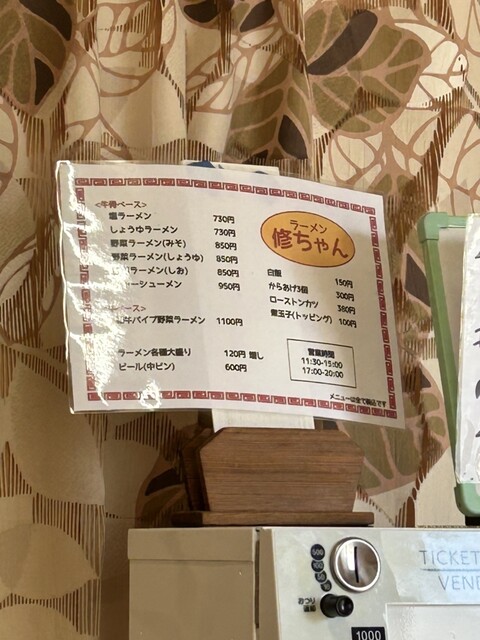 <牛骨ベース>
塩ラーメン 730円
しょうゆラーメン 730円
野菜ラーメン(みそ) 850円
野菜ラーメン(しょうゆ) 850円
ラーメン(しお) 850円
ーシューメン 950円
ース>
牛パイプ野菜ラーメン 1100円
ラーメン各種大盛り 120円 増し
ビール(中ビン) 600円
ラーメン
修ちゃん
白飯 150円
からあげ3個 300円
ローストンカツ 380円
煮玉子(トッピング) 100円
営業時間
11:30-15:00
17:00-20:00
メニューは全て税込です
500
100
50
10
おつり
返却
1000
TICKET
VEND